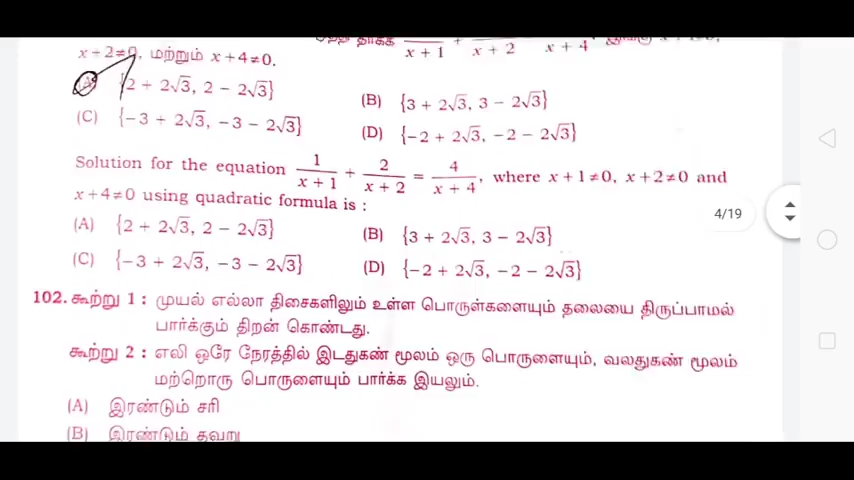 x+1 + x+2 x+4
x+2≠0, மற்றும் x+4≠0.
(A) {2 + 2√3, 2 − 2√3}
(B) {3 + 2√3, 3 − 2√3}
(C) {−3 + 2√3, −3 − 2√3}
(D) {−2 + 2√3, −2 − 2√3}
Solution for the equation 1/(x+1) + 2/(x+2) = 4/(x+4), where x+1≠0, x+2≠0 and
x+4≠0 using quadratic formula is :
(A) {2 + 2√3, 2 − 2√3}
(B) {3 + 2√3, 3 − 2√3}
(C) {−3 + 2√3, −3 − 2√3}
(D) {−2 + 2√3, −2 − 2√3}
4/19
102. கூற்று 1 : முயல் எல்லா திசைகளிலும் உள்ள பொருள்களையும் தலையை திருப்பாமல்
பார்க்கும் திறன் கொண்டது.
கூற்று 2 : எலி ஒரே நேரத்தில் இடதுகண் மூலம் ஒரு பொருளையும், வலதுகண் மூலம்
மற்றொரு பொருளையும் பார்க்க இயலும்.
(A) இரண்டும் சரி
(B) இரண்டும் தவறு